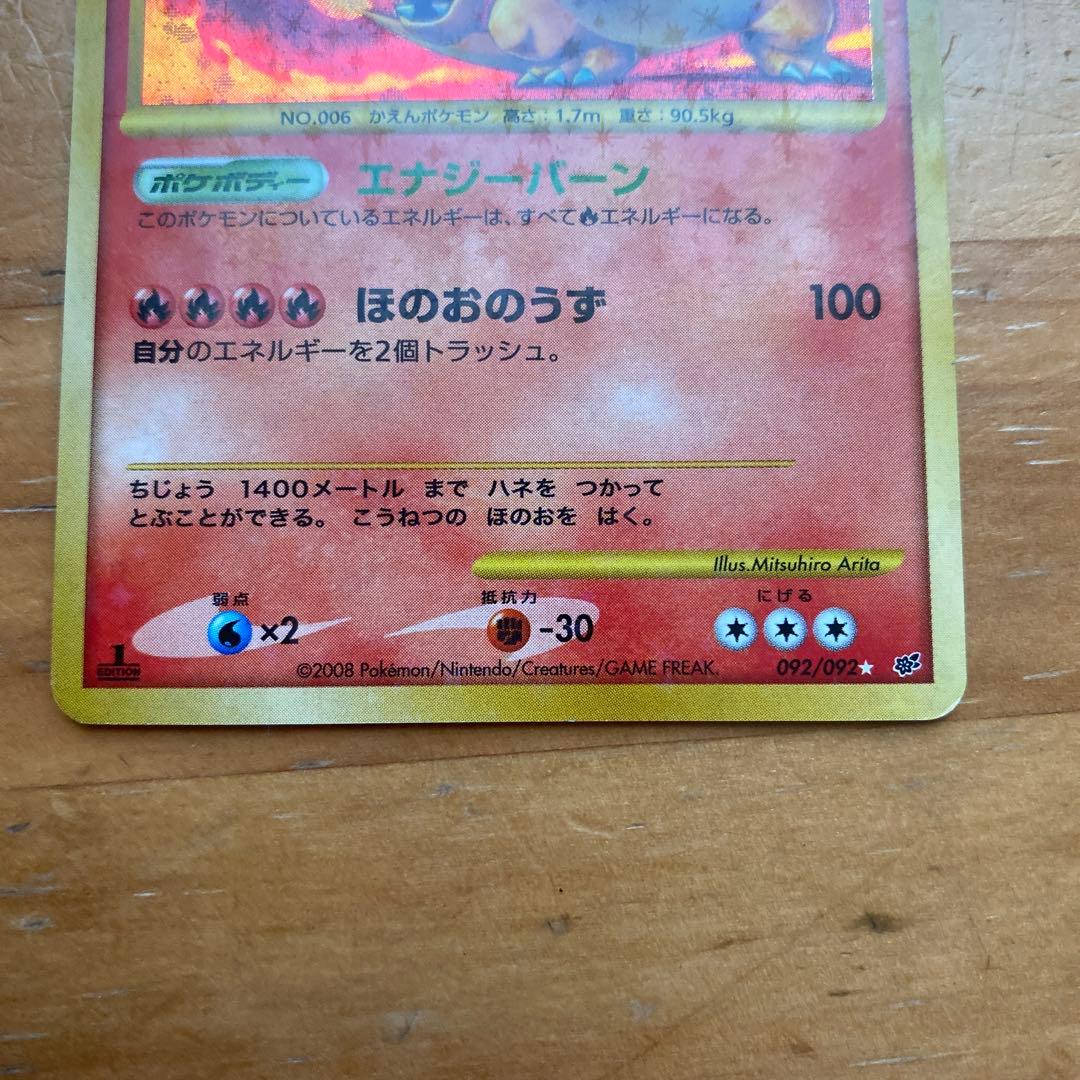 NO.006 かえんポケモン 高さ：1.7m 重さ：90.5kg
ポケボディー エナジーバーン
このポケモンについているエネルギーは、すべてエネルギーになる。
ほのおのうず 100
自分のエネルギーを2個トラッシュ。
ちじょう 1400メートル まで ハネを つかって
とぶことができる。 こうねつの ほのおを はく。
Illus.Mitsuhiro Arita
弱点 抵抗力 にげる
×2 -30
1 EDITION ©2008 Pokémon/Nintendo/Creatures/GAME FREAK. 092/092★